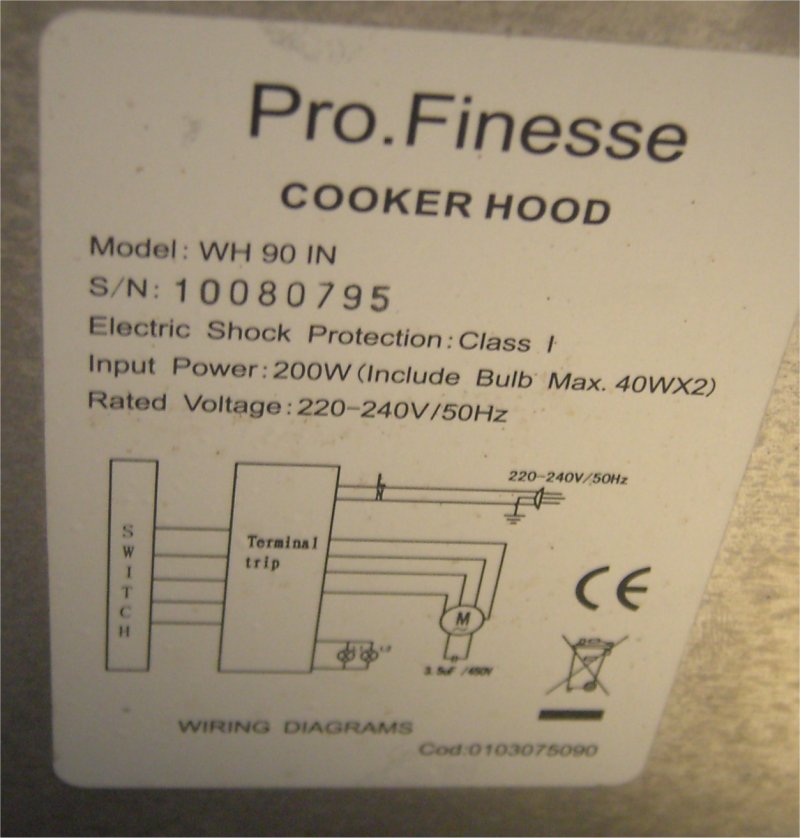 Pro.Finesse
COOKER HOOD
Model: WH 90 IN
S/N: 10080795
Electric Shock Protection:Class I
Input Power:200W(Include Bulb Max. 40WX2)
Rated Voltage:220-240V/50Hz
220-240V/50Hz
SWITCH
Terminal
trip
M
3.5uF/450V
CE
WIRING DIAGRAMS
Cod:0103075090